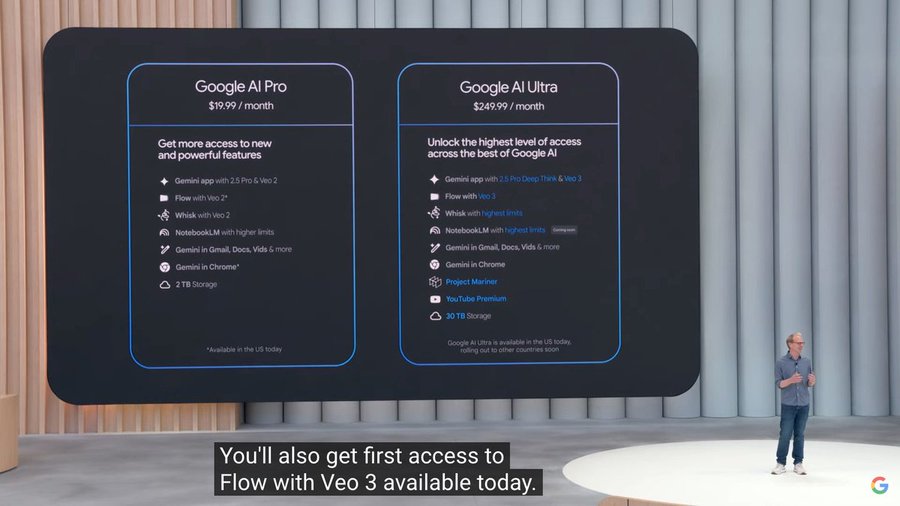 Google AI Pro
$19.99 / month
Get more access to new
and powerful features
Gemini app with 2.5 Pro & Veo 2
Flow with Veo 2*
Whisk with Veo 2
NotebookLM with higher limits
Gemini in Gmail, Docs, Vids & more
Gemini in Chrome*
2 TB Storage
*Available in the US today
Google AI Ultra
$249.99 / month
Unlock the highest level of access
across the best of Google AI
Gemini app with 2.5 Pro Deep Think & Veo 3
Flow with Veo 3
Whisk with highest limits
NotebookLM with highest limits Coming soon
Gemini in Gmail, Docs, Vids & more
Gemini in Chrome
Project Mariner
YouTube Premium
30 TB Storage
Google AI Ultra is available in the US today,
rolling out to other countries soon
You'll also get first access to
Flow with Veo 3 available today.